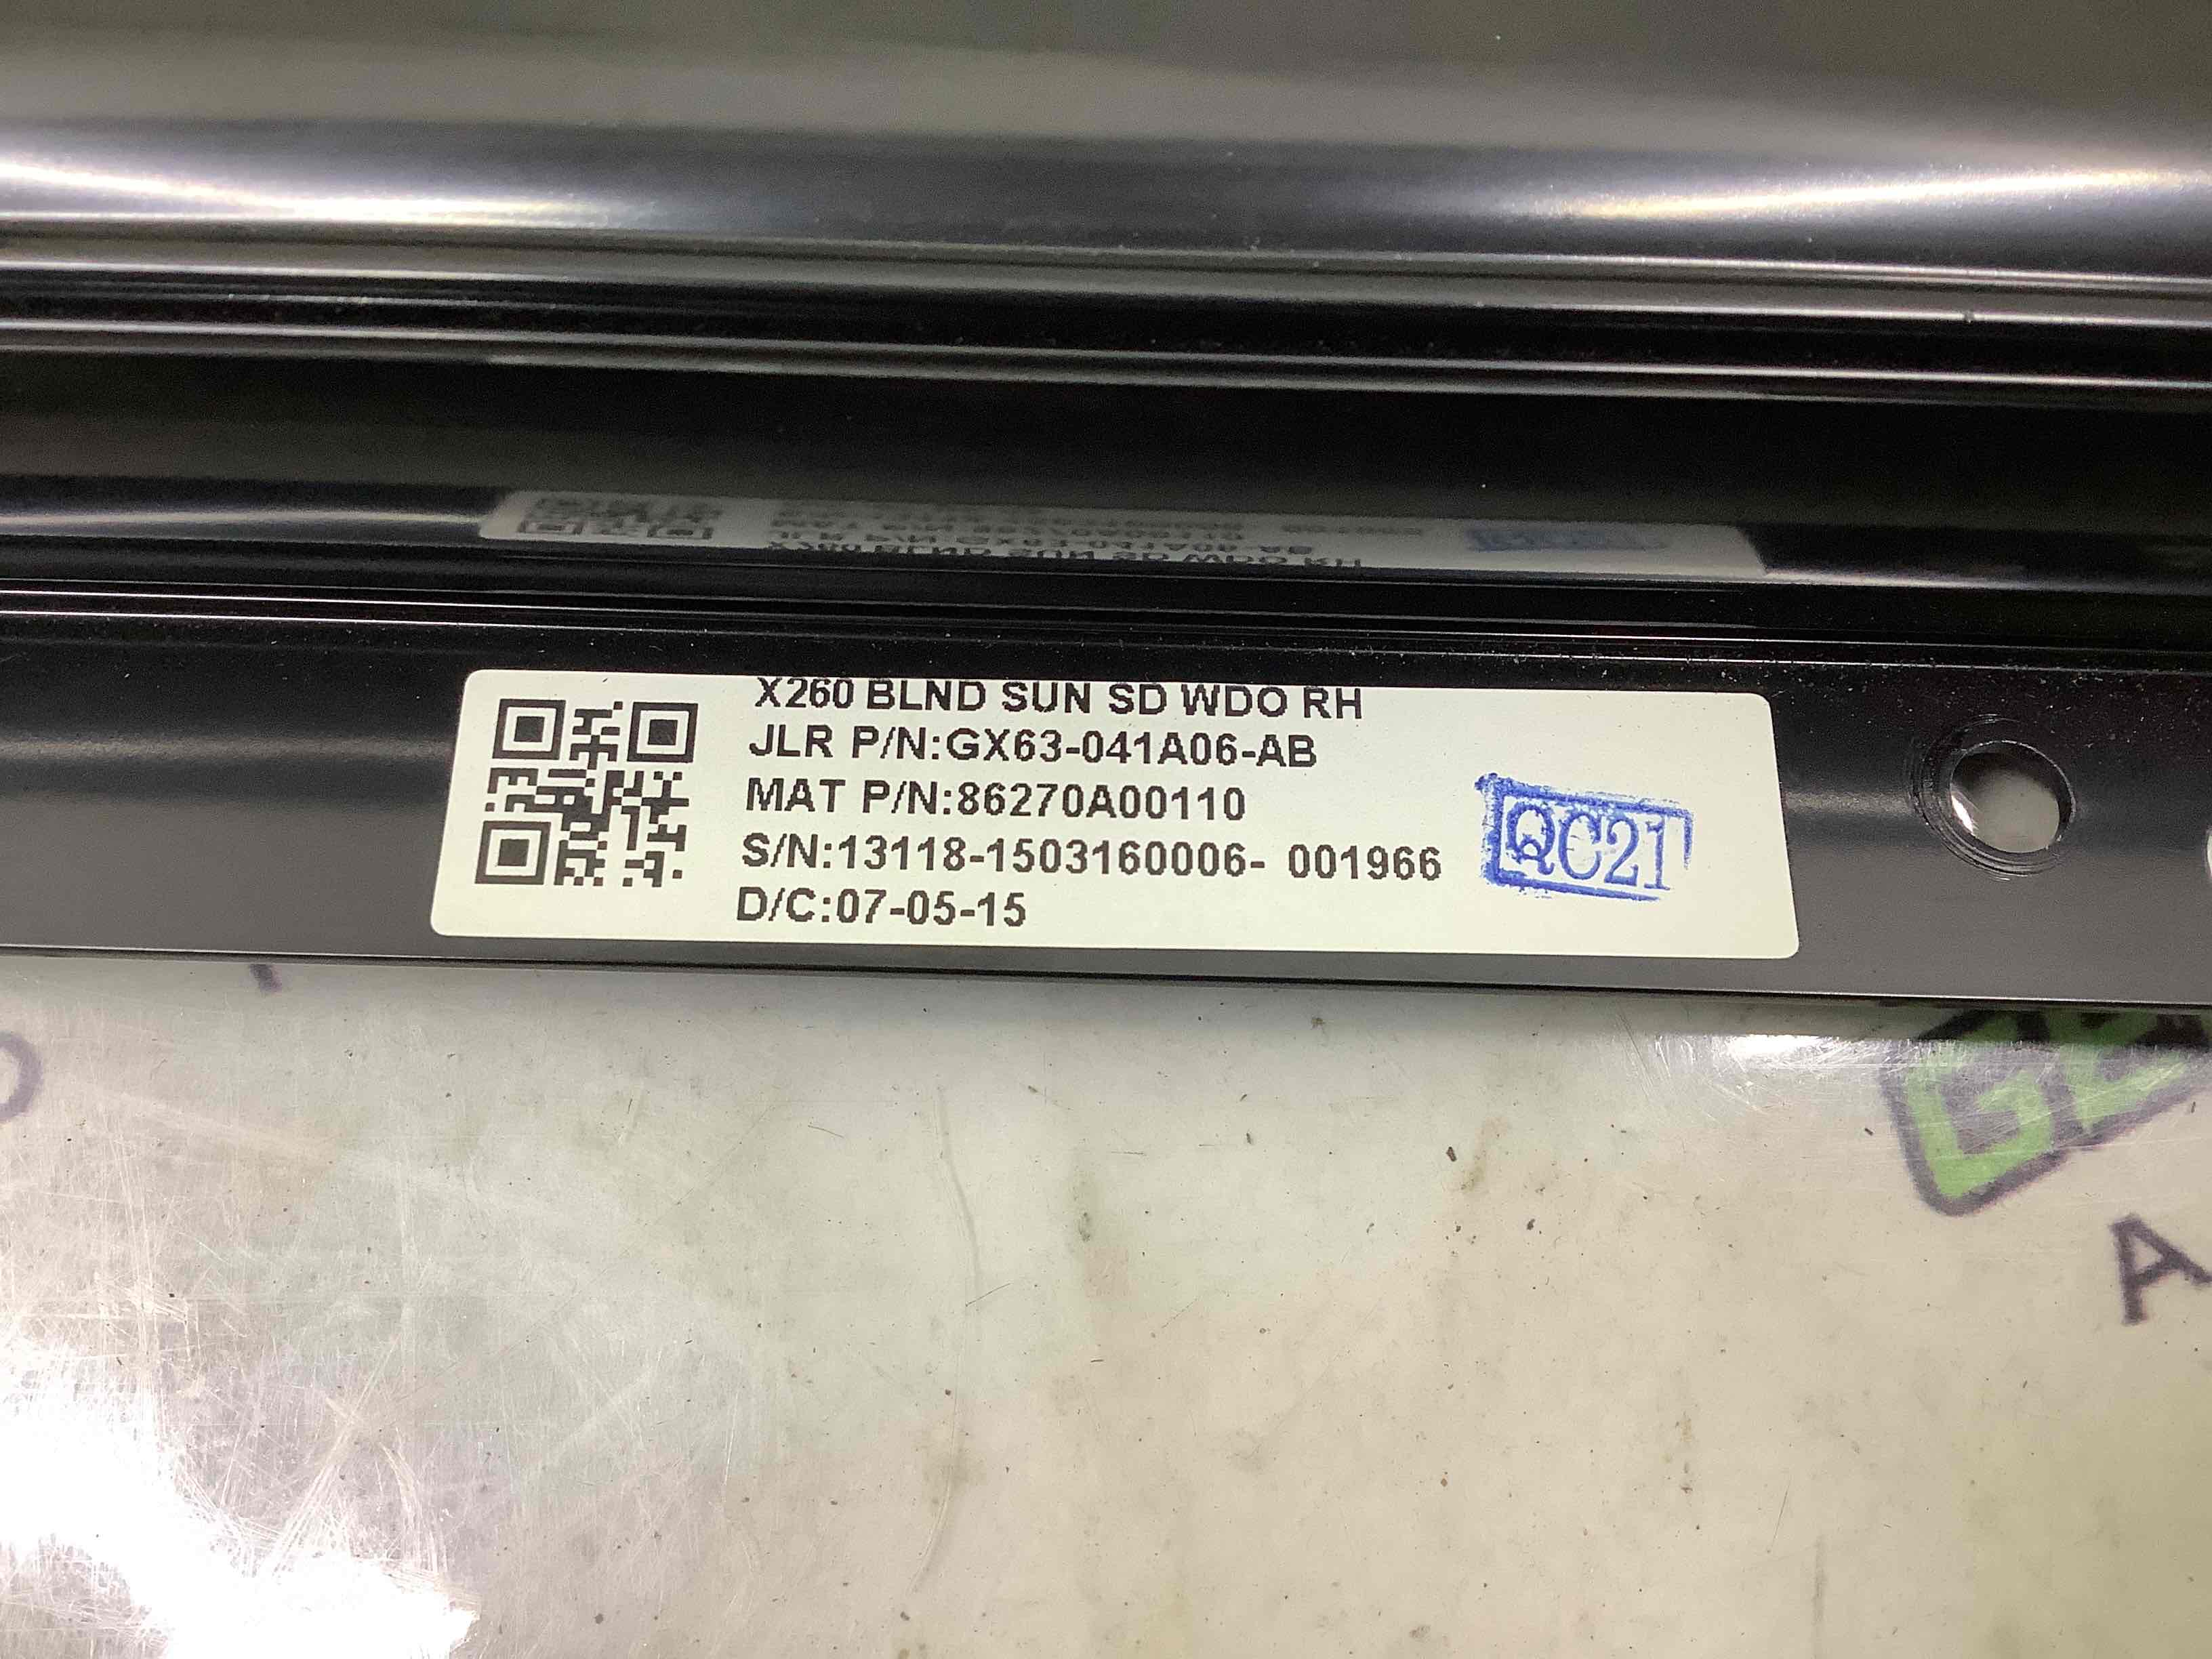 X260 BLND SUN SD WDO RH
JLR P/N:GX63-041A06-AB
MAT P/N:86270A00110
S/N:13118-1503160006- 001966
D/C:07-05-15
QC21
GE
A